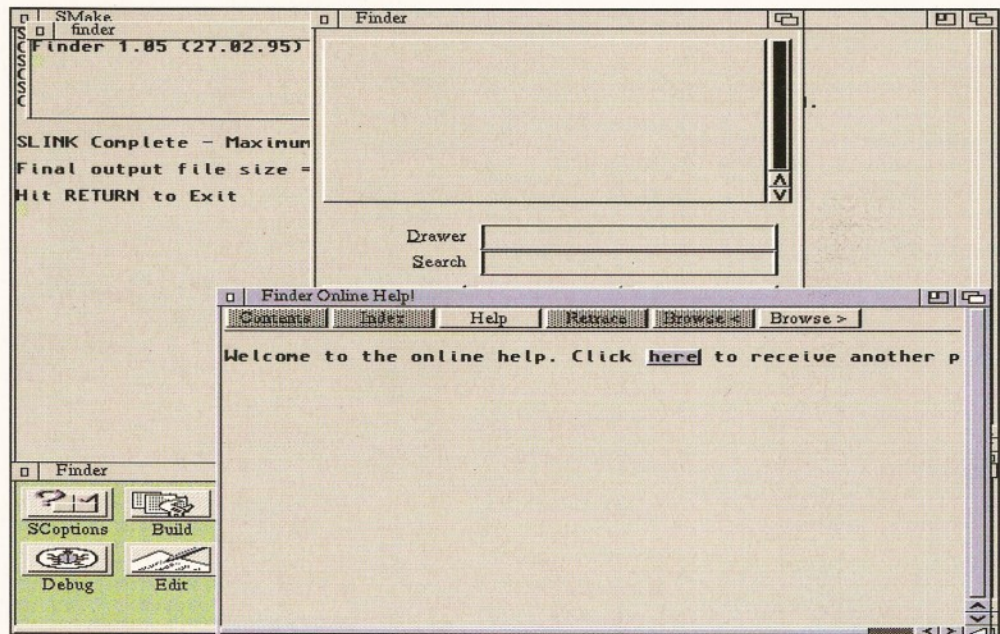 SMake
finder
Finder 1.05 (27.02.95)
SLINK Complete - Maximum
Final output file size =
Hit RETURN to Exit
Finder
Drawer
Search
Finder Online Help!
Contents
Index
Help
Retrace
Browse <
Browse >
Welcome to the online help. Click here to receive another p
Finder
SCoptions
Build
Debug
Edit